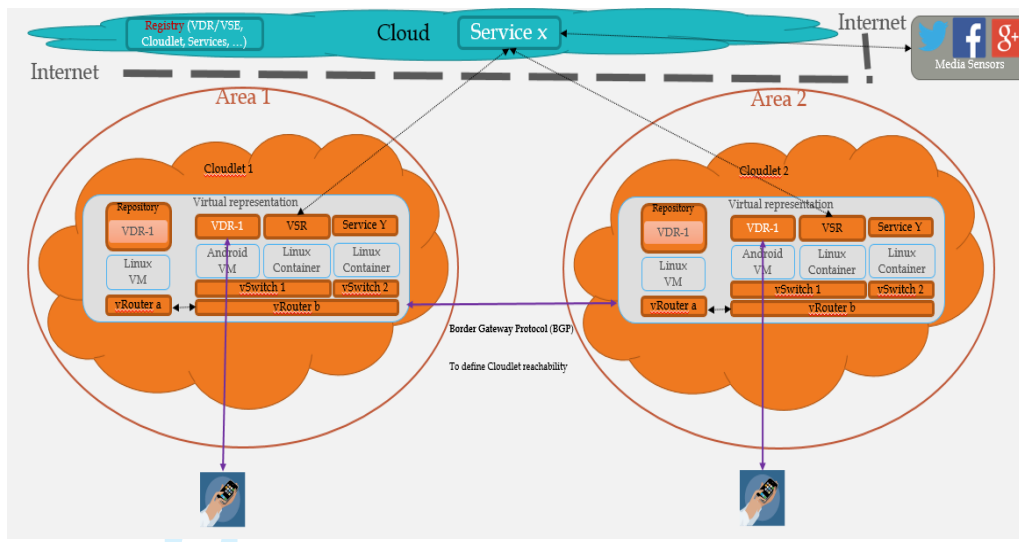 Registry (VDR/VSE,
Cloudlet, Services, ...)
Cloud
Service x
Internet
g+
Media Sensors
Internet
Area 1
Area 2
Cloudlet 1
Virtual representation
Repository
VDR-1
VDR-1
VSR
Service Y
Linux
VM
Android
VM
Linux
Container
Linux
Container
vSwitch 1
vSwitch 2
vRouter a
vRouter b
Cloudlet 2
Virtual representation
Repository
VDR-1
VDR-1
VSR
Service Y
Linux
VM
Android
VM
Linux
Container
Linux
Container
vSwitch 1
vSwitch 2
vRouter a
vRouter b
Border Gateway Protocol (BGP)
To define Cloudlet reachability